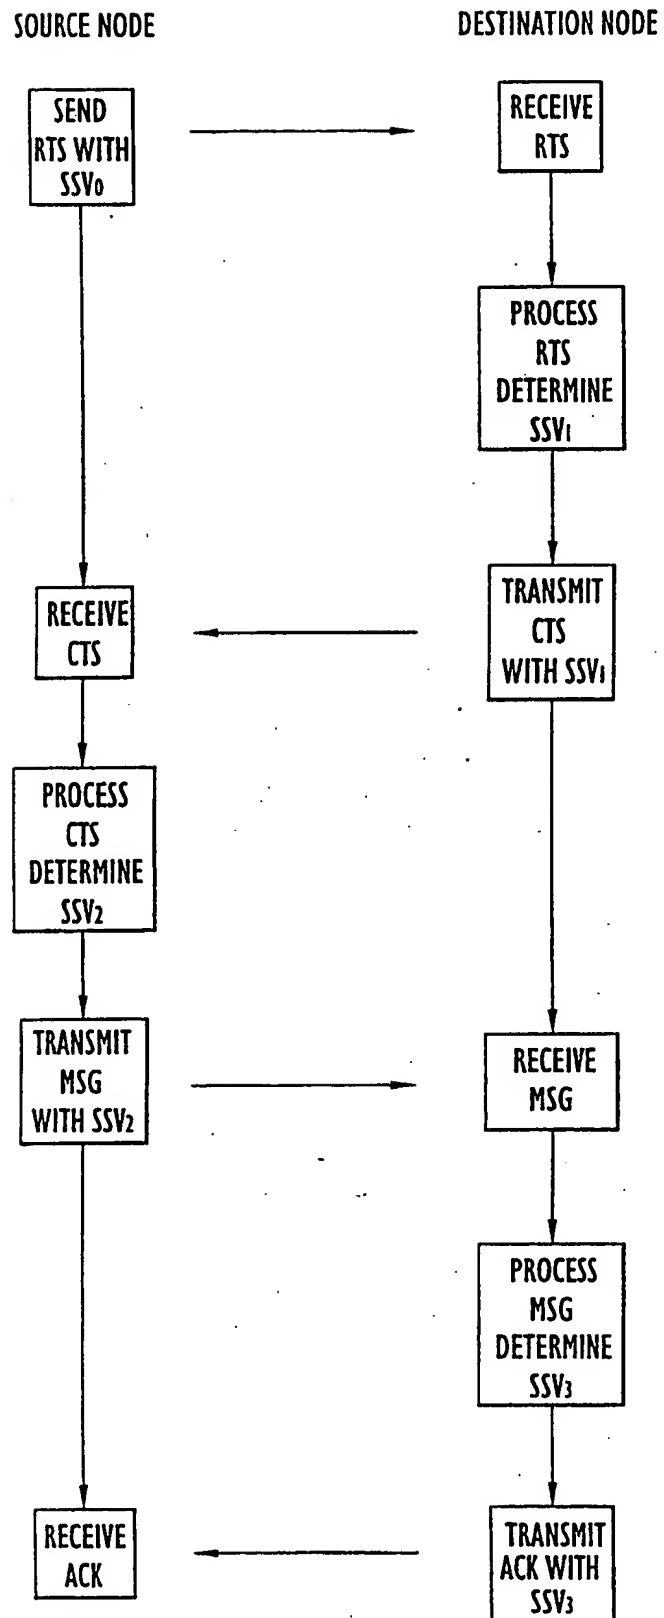 SOURCE NODE
DESTINATION NODE
SEND
RTS WITH
SSV0
RECEIVE
RTS
PROCESS
RTS
DETERMINE
SSV1
TRANSMIT
CTS
WITH SSV1
RECEIVE
CTS
PROCESS
CTS
DETERMINE
SSV2
TRANSMIT
MSG
WITH SSV2
RECEIVE
MSG
PROCESS
MSG
DETERMINE
SSV3
TRANSMIT
ACK WITH
SSV3
RECEIVE
ACK